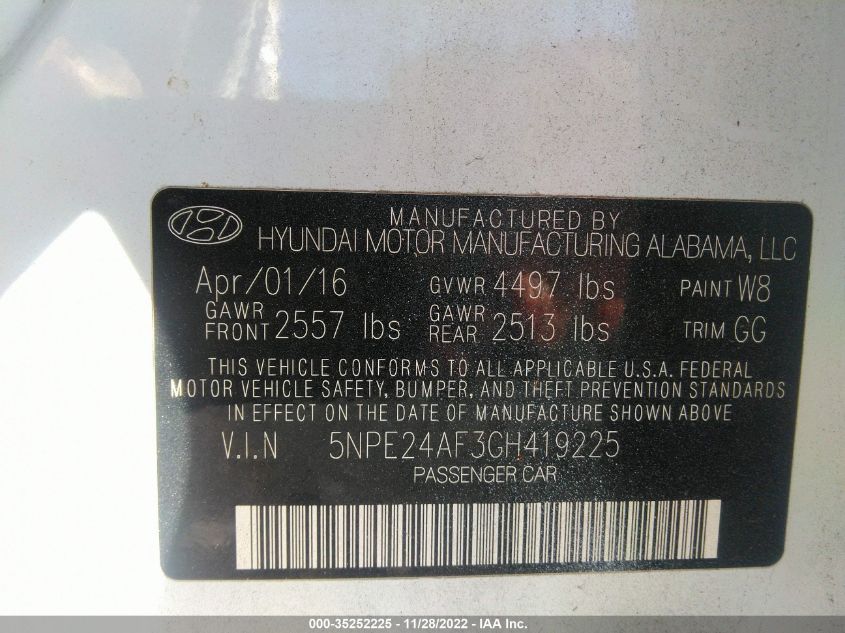 MANUFACTURED BY
HYUNDAI MOTOR MANUFACTURING ALABAMA, LLC
Apr/01/16 GVWR 4497 lbs PAINT W8
GAWR FRONT 2557 lbs GAWR REAR 2513 lbs TRIM GG
THIS VEHICLE CONFORMS TO ALL APPLICABLE U.S.A. FEDERAL
MOTOR VEHICLE SAFETY, BUMPER, AND THEFT PREVENTION STANDARDS
IN EFFECT ON THE DATE OF MANUFACTURE SHOWN ABOVE
V.I.N 5NPE24AF3GH419225
PASSENGER CAR
000-35252225 - 11/28/2022 - IAA Inc.